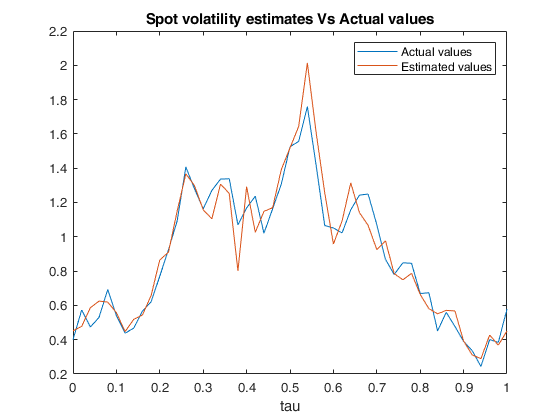 Spot volatility estimates Vs Actual values
2.2
2
1.8
1.6
1.4
1.2
1
0.8
0.6
0.4
0.2
Actual values
Estimated values
0 0.1 0.2 0.3 0.4 0.5 0.6 0.7 0.8 0.9 1
tau